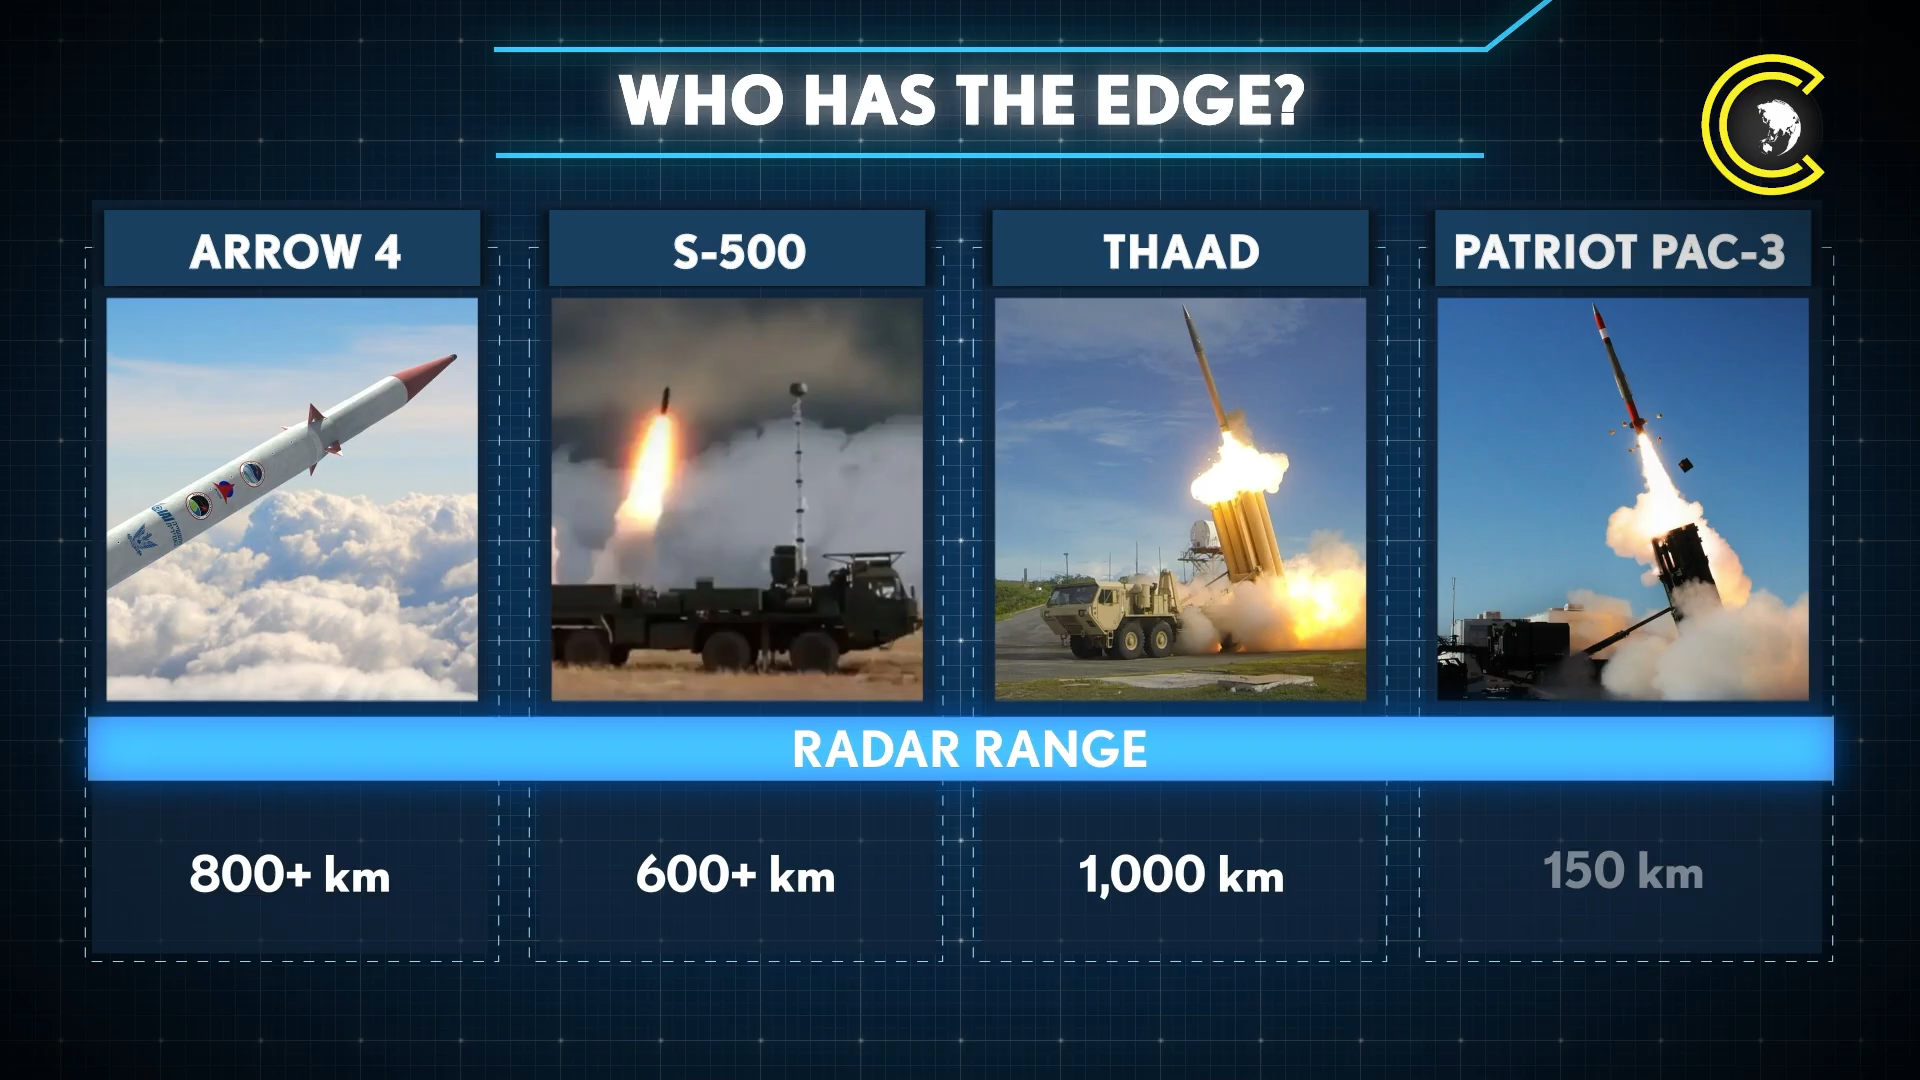 WHO HAS THE EDGE?
ARROW 4
S-500
THAAD
PATRIOT PAC-3
RADAR RANGE
800+ km
600+ km
1,000 km
150 km